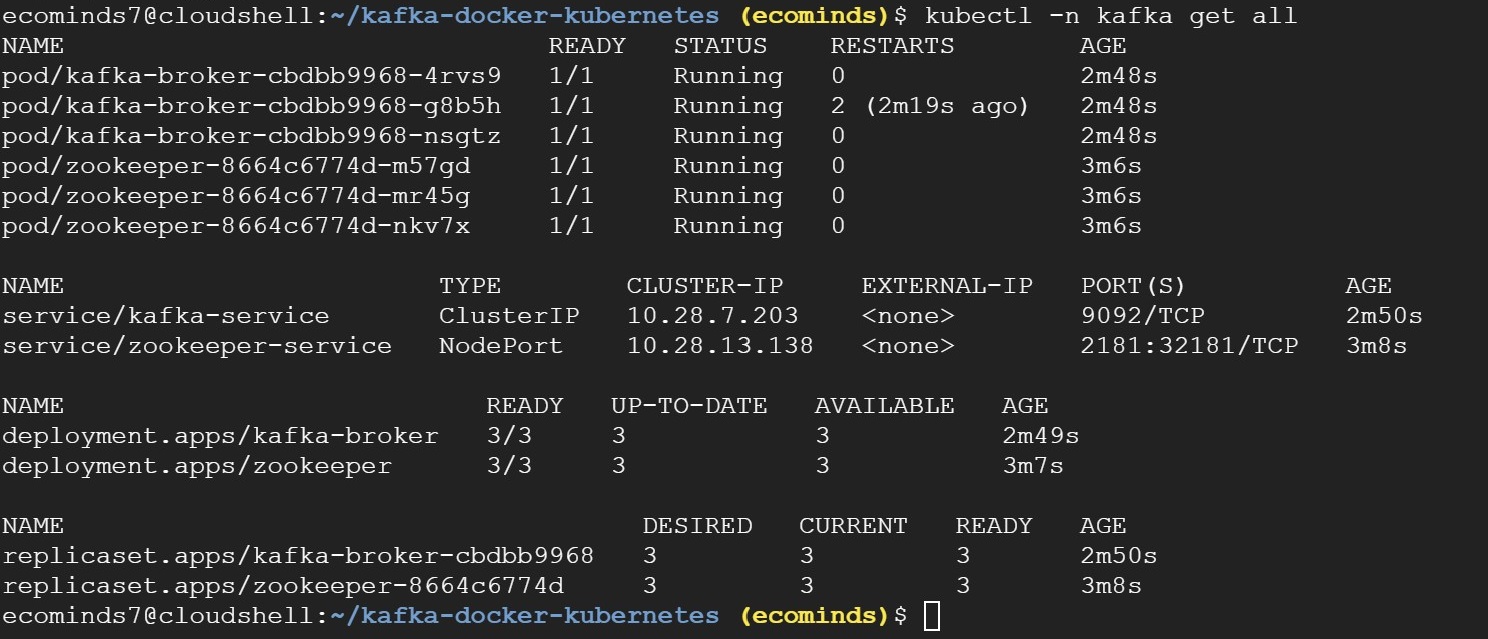 ecominds7@cloudshell:~/kafka-docker-kubernetes (ecominds)$ kubectl -n kafka get all
NAME READY STATUS RESTARTS AGE
pod/kafka-broker-cbdbb9968-4rvs9 1/1 Running 0 2m48s
pod/kafka-broker-cbdbb9968-g8b5h 1/1 Running 2 (2m19s ago) 2m48s
pod/kafka-broker-cbdbb9968-nsgtz 1/1 Running 0 2m48s
pod/zookeeper-8664c6774d-m57gd 1/1 Running 0 3m6s
pod/zookeeper-8664c6774d-mr45g 1/1 Running 0 3m6s
pod/zookeeper-8664c6774d-nkv7x 1/1 Running 0 3m6s
NAME TYPE CLUSTER-IP EXTERNAL-IP PORT(S) AGE
service/kafka-service ClusterIP 10.28.7.203 <none> 9092/TCP 2m50s
service/zookeeper-service NodePort 10.28.13.138 <none> 2181:32181/TCP 3m8s
NAME READY UP-TO-DATE AVAILABLE AGE
deployment.apps/kafka-broker 3/3 3 3 2m49s
deployment.apps/zookeeper 3/3 3 3 3m7s
NAME DESIRED CURRENT READY AGE
replicaset.apps/kafka-broker-cbdbb9968 3 3 3 2m50s
replicaset.apps/zookeeper-8664c6774d 3 3 3 3m8s
ecominds7@cloudshell:~/kafka-docker-kubernetes (ecominds)$